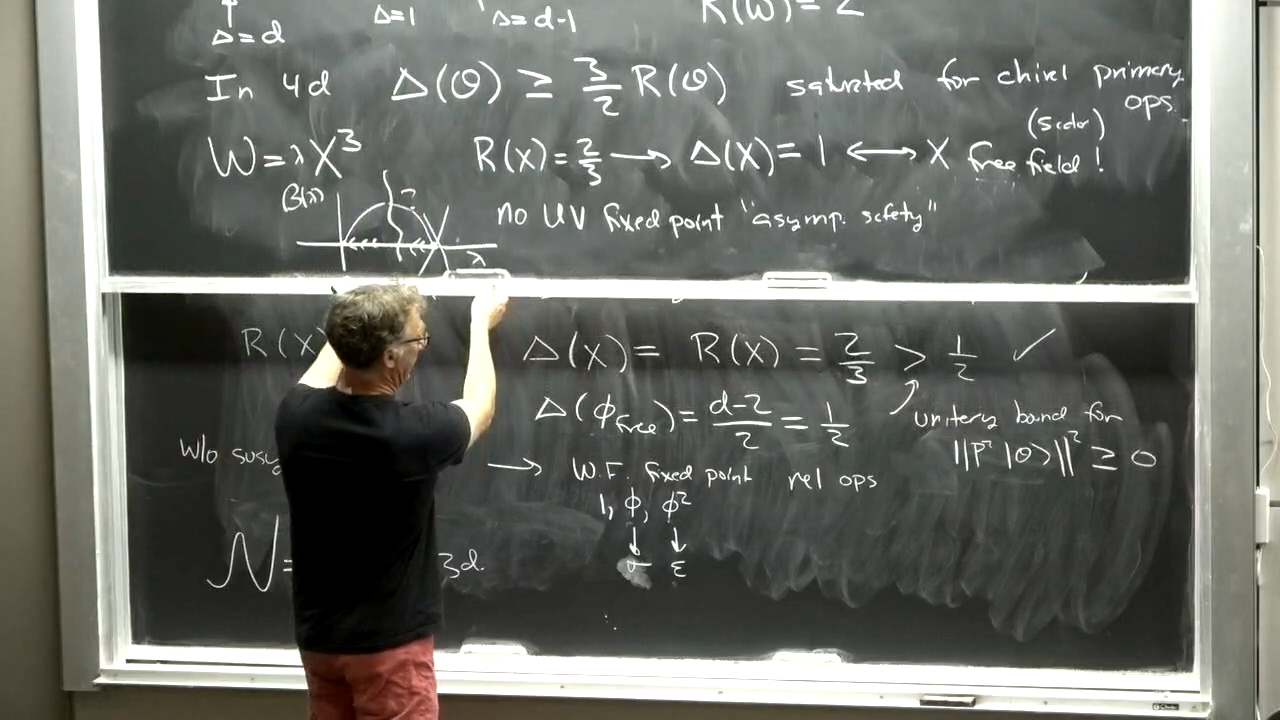 Δ=d Δ=1 Δ=d-1 R(W)=2
In 4d Δ(O) ≥ 3/2 R(O) saturated for chiral primary ops.
W=λX³ R(X)=2/3 → Δ(X)=1 ↔ X free field!
(scalar)
β(λ) ? λ no UV fixed point "asymp. safety"
R(X) Δ(X)= R(X) = 2/3 > 1/2 ✓
Δ(ϕ_free)= d-2/2 = 1/2 unitary bound for
||P² |O>||² ≥ 0
w/o susy → W.F. fixed point rel ops
1, ϕ, ϕ²
↓ ↓
σ ε
N= 3d.